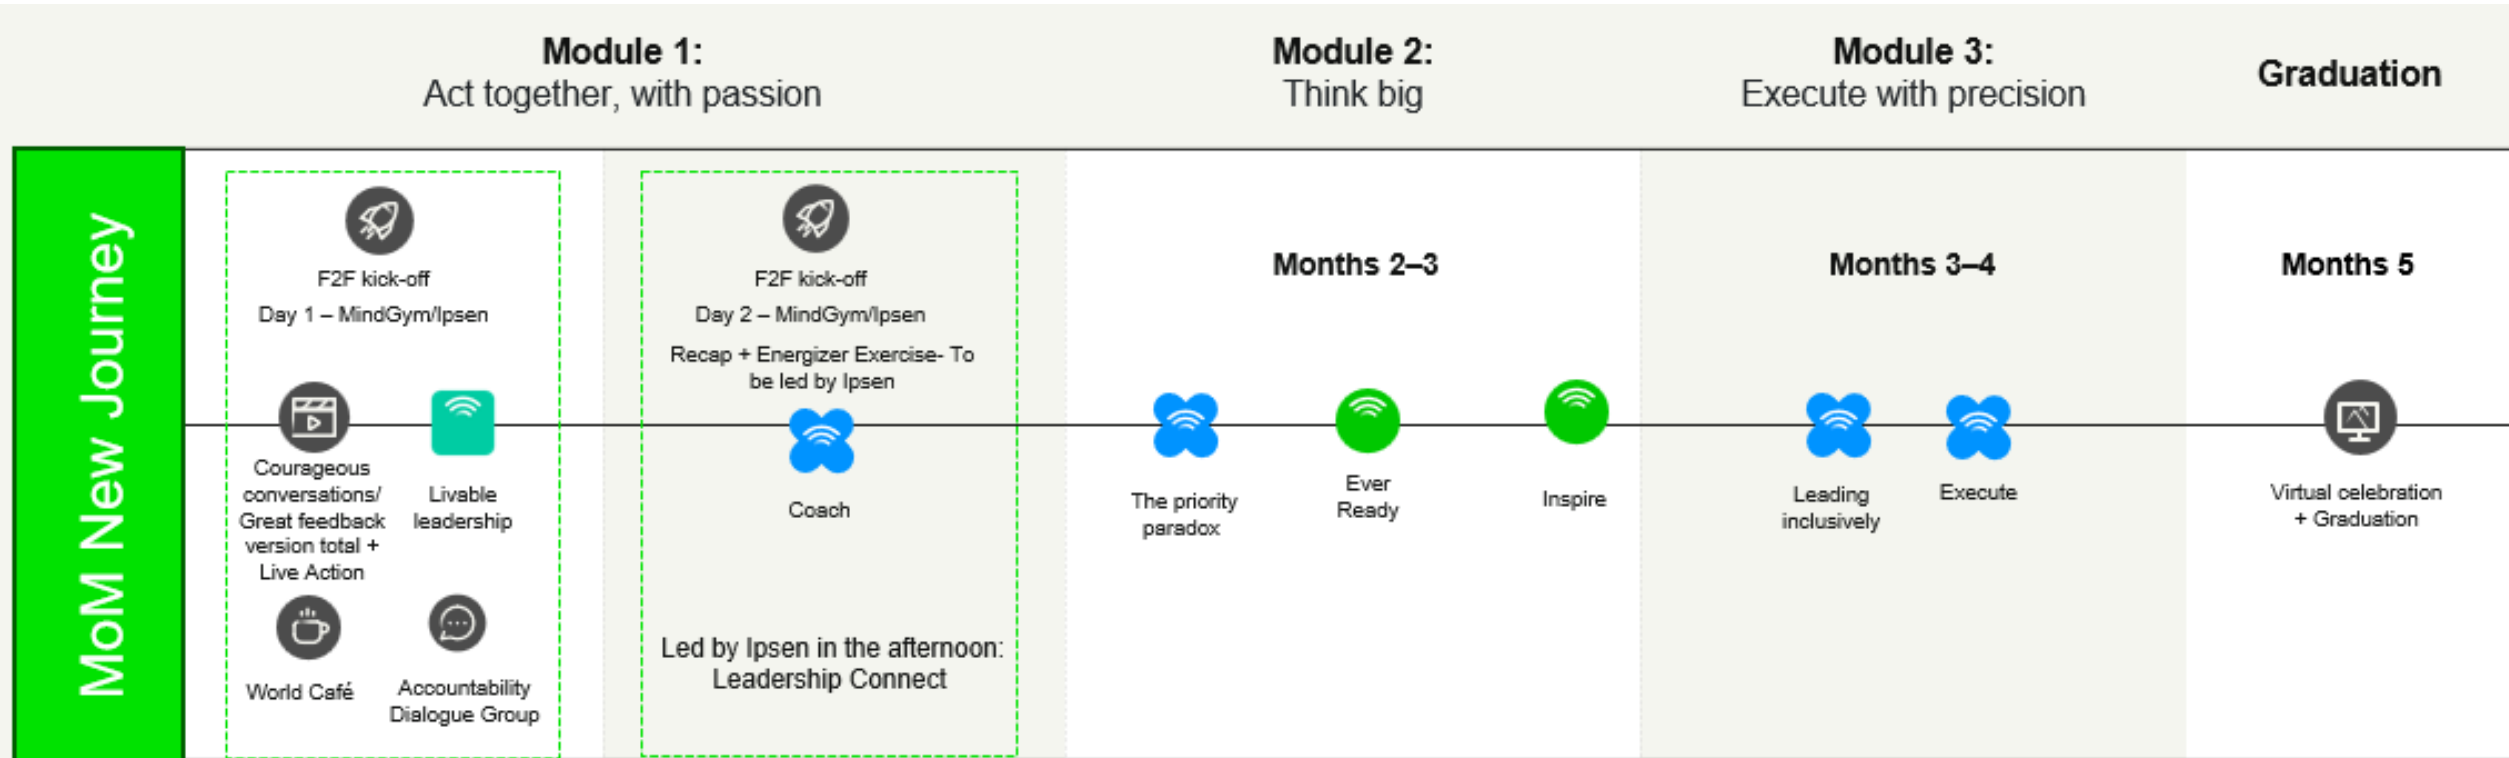 Module 1:
Act together, with passion
Module 2:
Think big
Module 3:
Execute with precision
Graduation
MoM New Journey
F2F kick-off
Day 1 – MindGym/Ipsen
Courageous
conversations/
Great feedback
version total +
Live Action
Livable
leadership
World Café
Accountability
Dialogue Group
F2F kick-off
Day 2 – MindGym/Ipsen
Recap + Energizer Exercise- To
be led by Ipsen
Coach
Led by Ipsen in the afternoon:
Leadership Connect
Months 2–3
The priority
paradox
Ever
Ready
Inspire
Months 3–4
Leading
inclusively
Execute
Months 5
Virtual celebration
+ Graduation